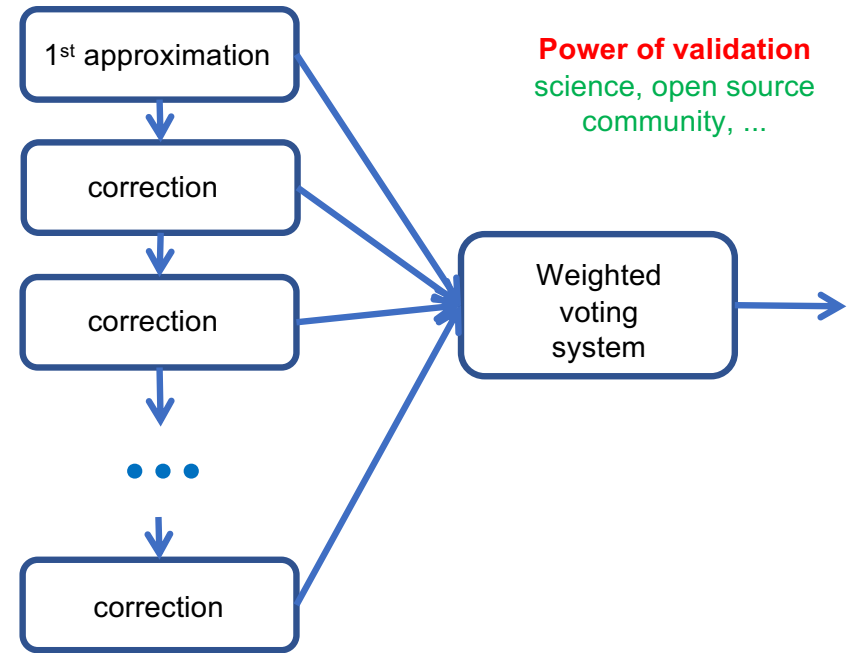 1st approximation
Power of validation
science, open source
community, ...
correction
correction
Weighted
voting
system
correction